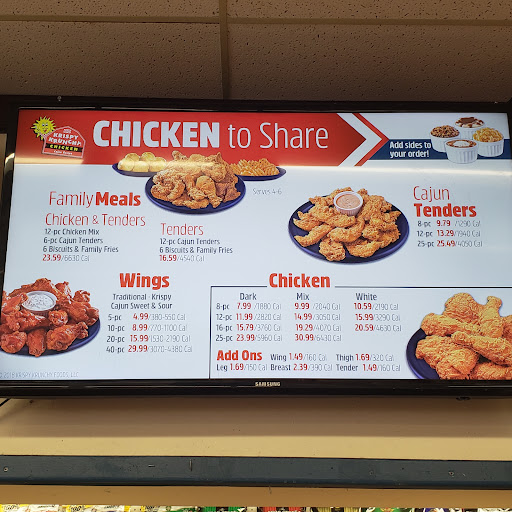 KRISPY
KRUNCHY
CHICKEN
CHICKEN to Share
Add sides to
your order!
Serves 4-6
Family Meals
Chicken & Tenders
12-pc Chicken Mix
6-pc Cajun Tenders
6 Biscuits & Family Fries
23.59/6630 Cal
Tenders
12-pc Cajun Tenders
6 Biscuits & Family Fries
16.59/4540 Cal
Cajun
Tenders
8-pc 9.79 /1290 Cal
12-pc 13.29/1940 Cal
25-pc 25.49/4050 Cal
Wings
Traditional · Krispy
Cajun Sweet & Sour
5-pc 4.99/380-550 Cal
10-pc 8.99/770-1100 Cal
20-pc 15.99/1530-2190 Cal
40-pc 29.99/3070-4380 Cal
Chicken
Dark Mix White
8-pc 7.99 /1880 Cal 9.99/2040 Cal 10.59/2190 Cal
12-pc 11.99/2820 Cal 14.99/3050 Cal 15.99/3290 Cal
16-pc 15.79/3760 Cal 19.29/4070 Cal 20.59/4630 Cal
25-pc 23.99/5960 Cal 30.99/6430 Cal
Add Ons Wing 1.49/160 Cal Thigh 1.69/320 Cal
Leg 1.69/150 Cal Breast 2.39/390 Cal Tender 1.49/160 Cal
KRISPY KRUNCHY FOODS, LLC
SAMSUNG